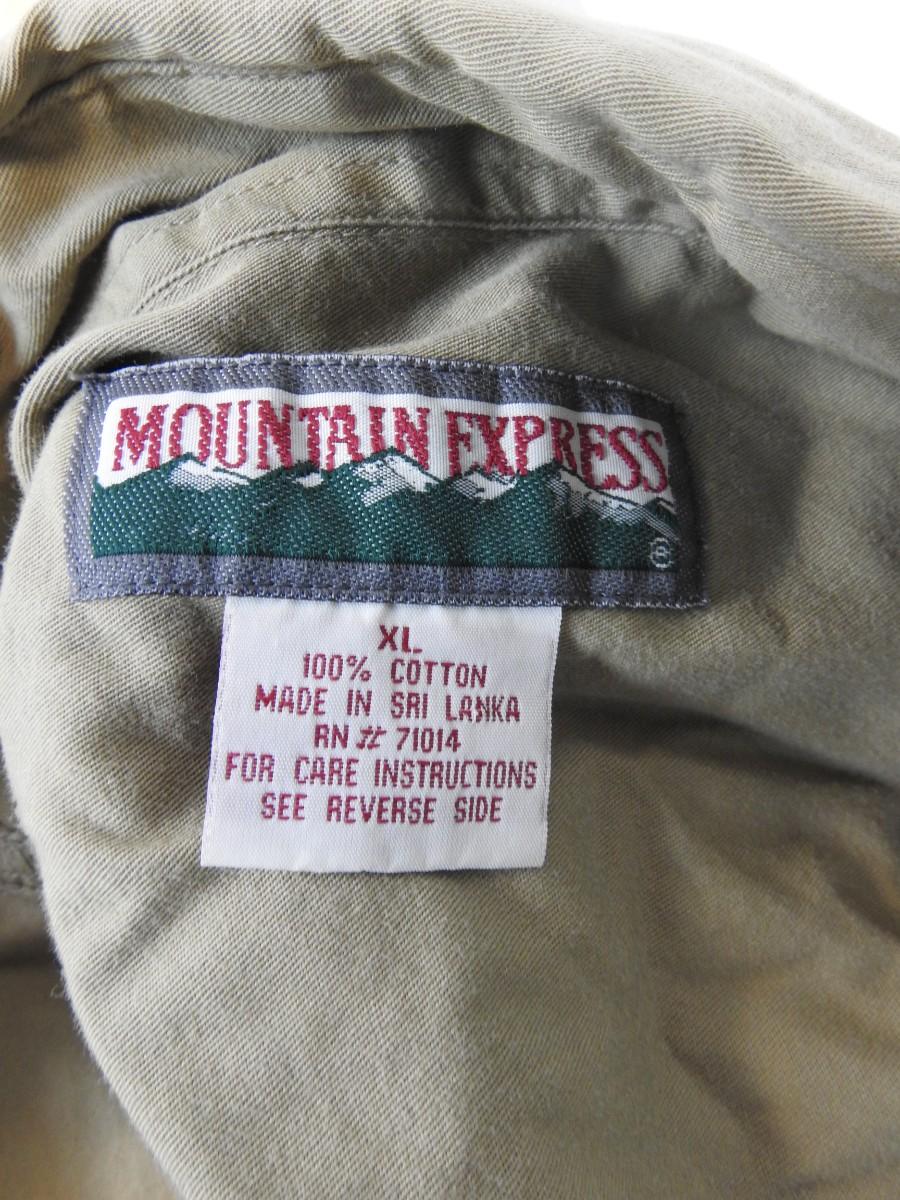 MOUNTAIN EXPRESS
®
XL
100% COTTON
MADE IN SRI LANKA
RN # 71014
FOR CARE INSTRUCTIONS
SEE REVERSE SIDE